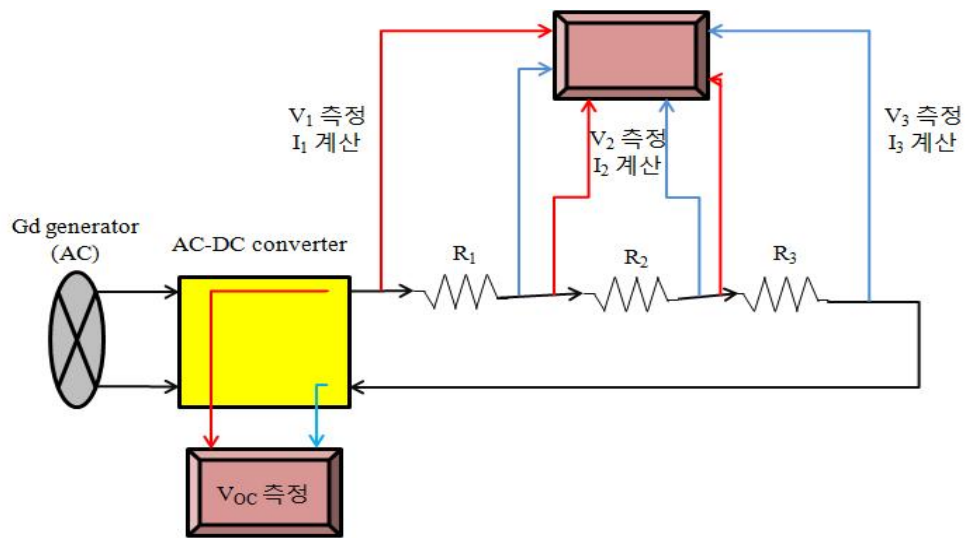 V1 측정
I1 계산
V2 측정
I2 계산
V3 측정
I3 계산
Gd generator
(AC)
AC-DC converter
R1
R2
R3
VOC 측정